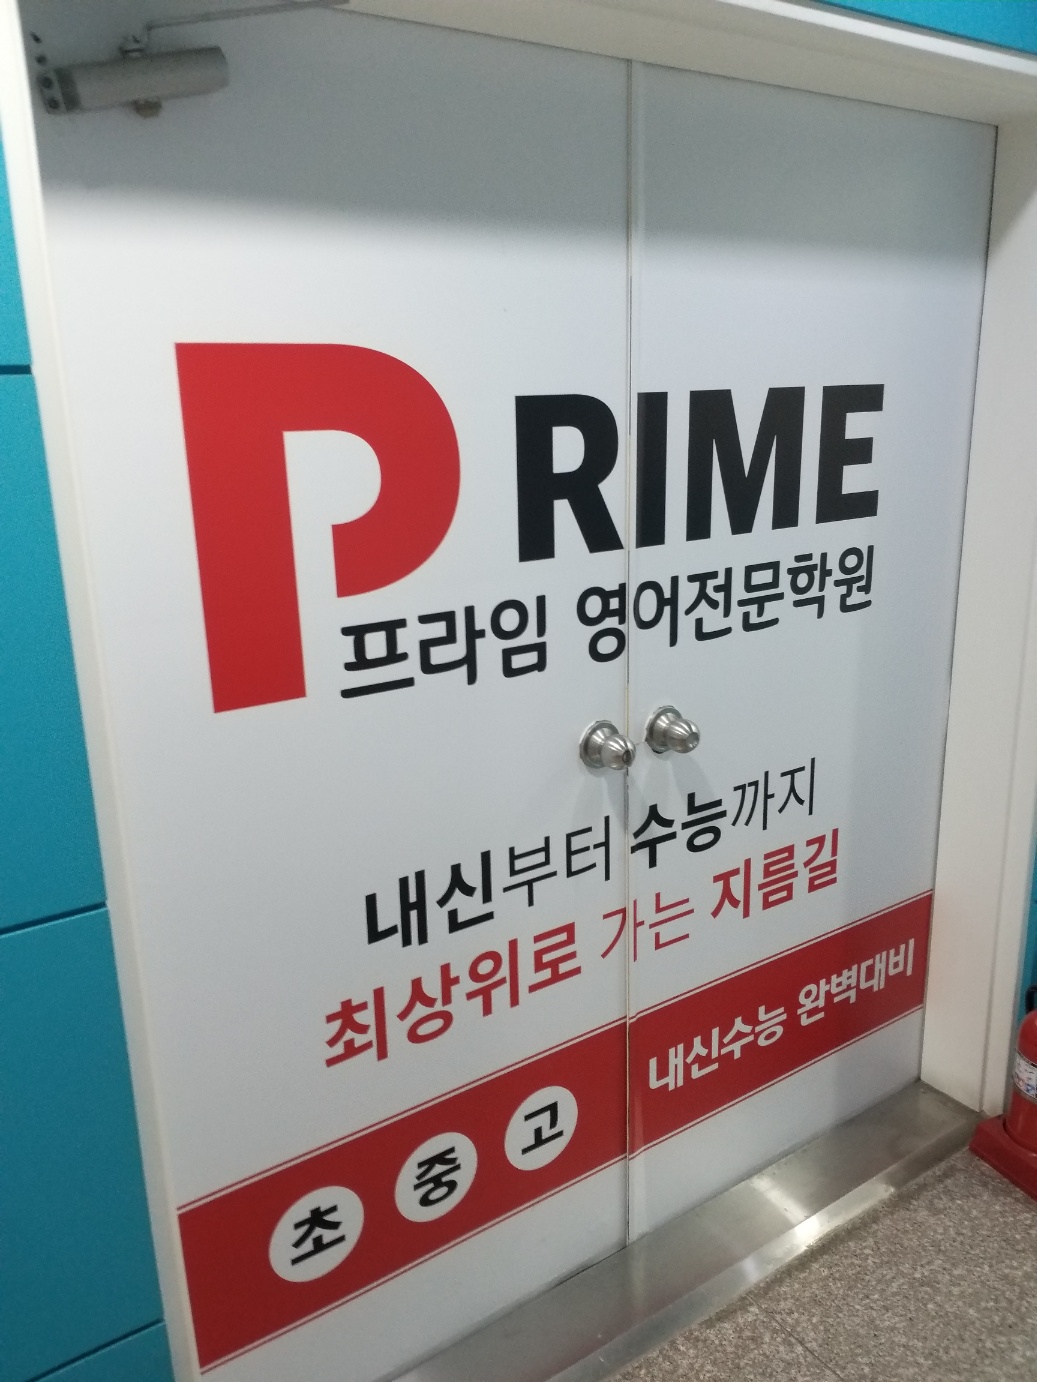 PRIME
프라임 영어전문학원
내신부터 수능까지
최상위로 가는 지름길
초 중 고
내신수능 완벽대비